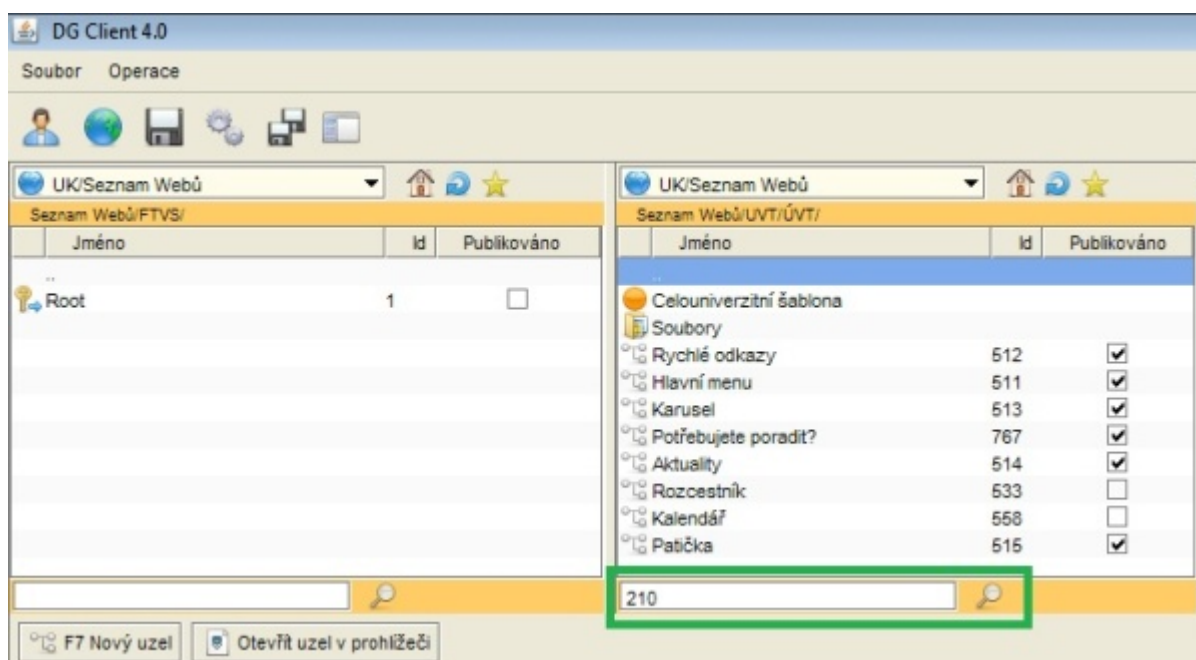 DG Client 4.0
Soubor Operace
UK/Seznam Webů
Seznam Webů/FTVS/
Jméno Id Publikováno
..
Root 1
UK/Seznam Webů
Seznam Webů/UVT/ÚVT/
Jméno Id Publikováno
..
Celouniverzitní šablona
Soubory
Rychlé odkazy 512
Hlavní menu 511
Karusel 513
Potřebujete poradit? 767
Aktuality 514
Rozcestník 533
Kalendář 558
Patička 515
210
F7 Nový uzel Otevřít uzel v prohlížeči